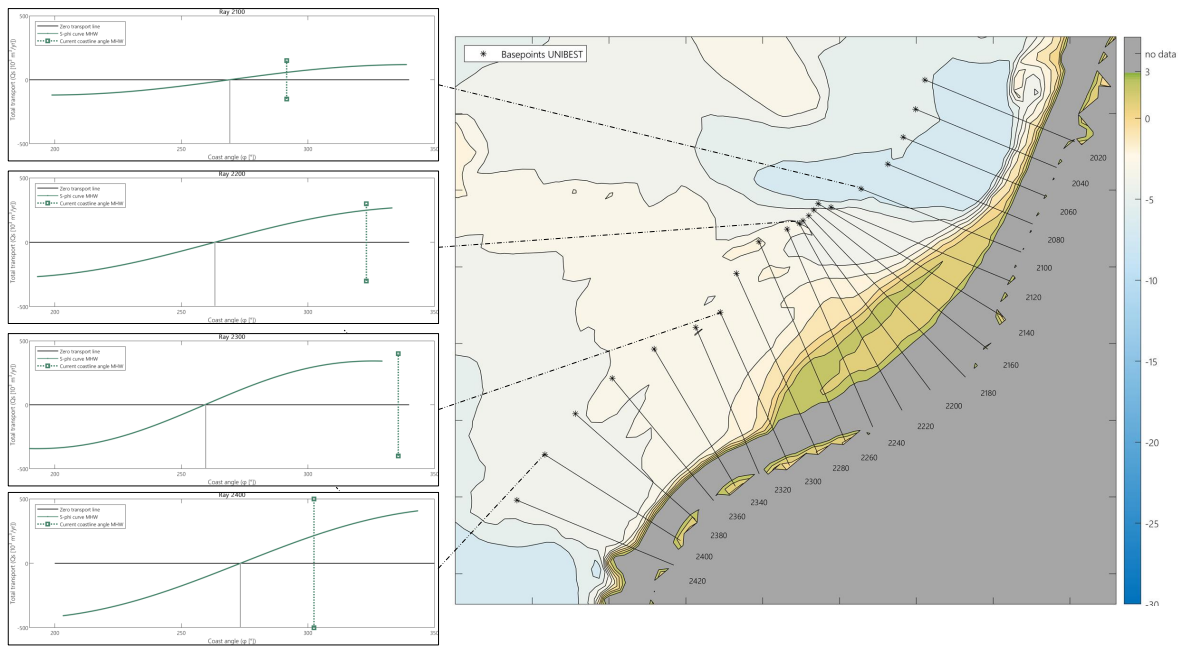 Ray 2100
500
0
-500
Total transport (Qs [10³ m³/yr])
Zero transport line
S-phi curve MHW
Current coastline angle MHW
200
250
300
350
Coast angle (φ [°])
Ray 2200
500
0
-500
Total transport (Qs [10³ m³/yr])
Zero transport line
S-phi curve MHW
Current coastline angle MHW
200
250
300
350
Coast angle (φ [°])
Ray 2300
500
0
-500
Total transport (Qs [10³ m³/yr])
Zero transport line
S-phi curve MHW
Current coastline angle MHW
200
250
300
350
Coast angle (φ [°])
Ray 2400
500
0
-500
Total transport (Qs [10³ m³/yr])
Zero transport line
S-phi curve MHW
Current coastline angle MHW
200
250
300
350
Coast angle (φ [°])
Basepoints UNIBEST
2020
2040
2060
2080
2100
2120
2140
2160
2180
2200
2220
2240
2260
2280
2300
2320
2340
2360
2380
2400
2420
no data
3
0
-5
-10
-15
-20
-25
-30